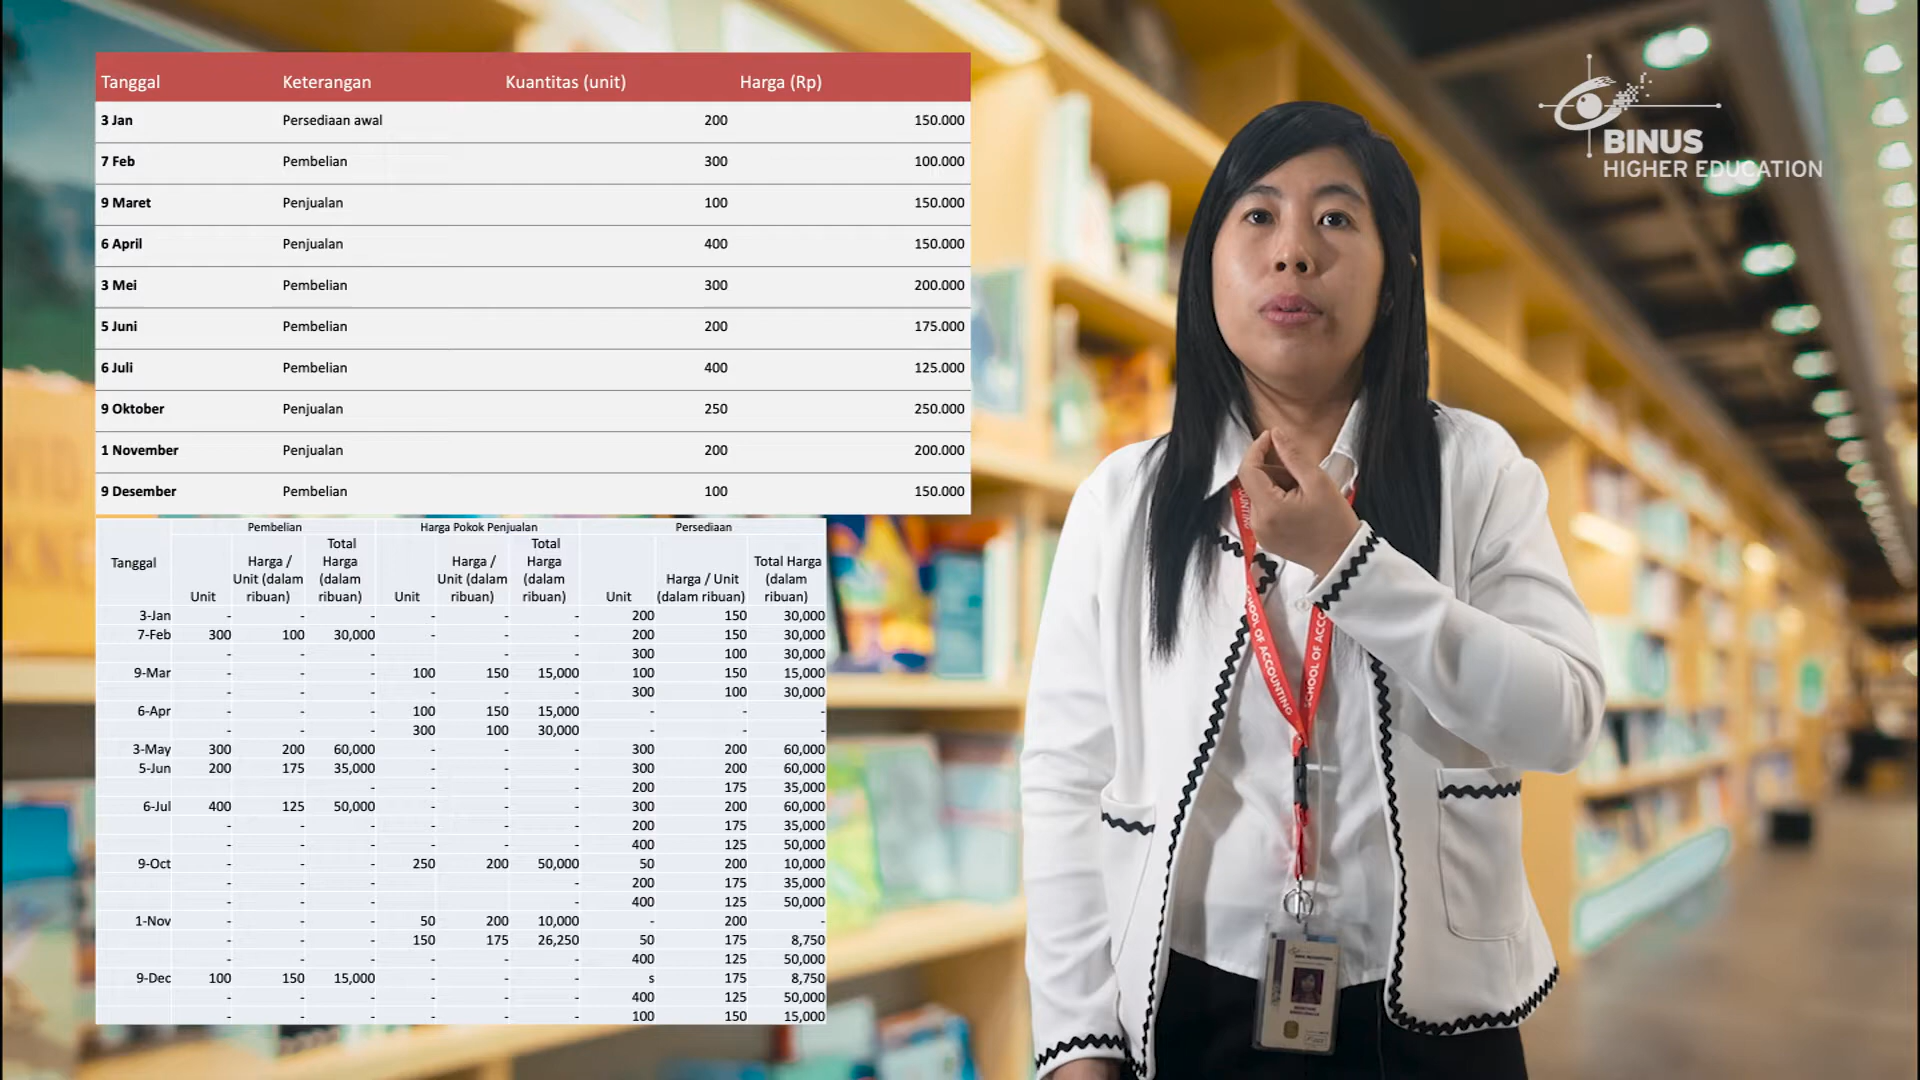 Tanggal Keterangan Kuantitas (unit) Harga (Rp)
3 Jan Persediaan awal 200 150.000
7 Feb Pembelian 300 100.000
9 Maret Penjualan 100 150.000
6 April Penjualan 400 150.000
3 Mei Pembelian 300 200.000
5 Juni Pembelian 200 175.000
6 Juli Pembelian 400 125.000
9 Oktober Penjualan 250 250.000
1 November Penjualan 200 200.000
9 Desember Pembelian 100 150.000
Pembelian Harga Pokok Penjualan Persediaan
Tanggal Unit Harga / Unit (dalam ribuan) Total Harga (dalam ribuan) Unit Harga / Unit (dalam ribuan) Total Harga (dalam ribuan) Unit Harga / Unit (dalam ribuan) Total Harga (dalam ribuan)
3-Jan - - - - - - 200 150 30,000
7-Feb 300 100 30,000 - - - 200 150 30,000
- - - - - - 300 100 30,000
9-Mar - - - 100 150 15,000 100 150 15,000
- - - - - - 300 100 30,000
6-Apr - - - 100 150 15,000 - - -
- - - 300 100 30,000 - - -
3-May 300 200 60,000 - - - 300 200 60,000
5-Jun 200 175 35,000 - - - 300 200 60,000
- - - - 200 175 35,000
6-Jul 400 125 50,000 - - - 300 200 60,000
- - - - - - 200 175 35,000
- - - - - - 400 125 50,000
9-Oct - - - 250 200 50,000 50 200 10,000
- - - - 200 175 35,000
- - - - - - 400 125 50,000
1-Nov - - - 50 200 10,000 - 200 -
- - - 150 175 26,250 50 175 8,750
- - - - - - 400 125 50,000
9-Dec 100 150 15,000 - - - s 175 8,750
- - - - - - 400 125 50,000
- - - - - - 100 150 15,000
BINUS
HIGHER EDUCATION
SCHOOL OF ACCOUNTING
SCHOOL OF ACCO